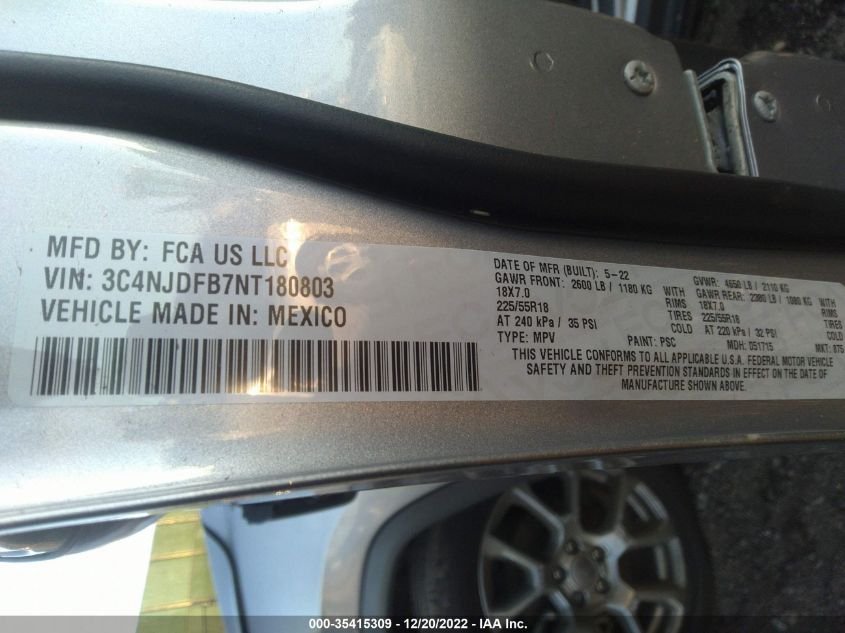 MFD BY: FCA US LLC
VIN: 3C4NJDFB7NT180803
VEHICLE MADE IN: MEXICO
DATE OF MFR (BUILT): 5-22 GVWR: 4650 LB / 2110 KG
GAWR FRONT: 2600 LB / 1180 KG WITH GAWR REAR: 2380 LB / 1080 KG WITH
18X7.0 RIMS 18X7.0 RIMS
225/55R18 TIRES 225/55R18 TIRES
AT 240 kPa / 35 PSI COLD AT 220 kPa / 32 PSI COLD
TYPE: MPV PAINT: PSC MDH: 051715 MKT: 875
THIS VEHICLE CONFORMS TO ALL APPLICABLE U.S.A. FEDERAL MOTOR VEHICLE
SAFETY AND THEFT PREVENTION STANDARDS IN EFFECT ON THE DATE OF
MANUFACTURE SHOWN ABOVE.
000-35415309 - 12/20/2022 - IAA Inc.